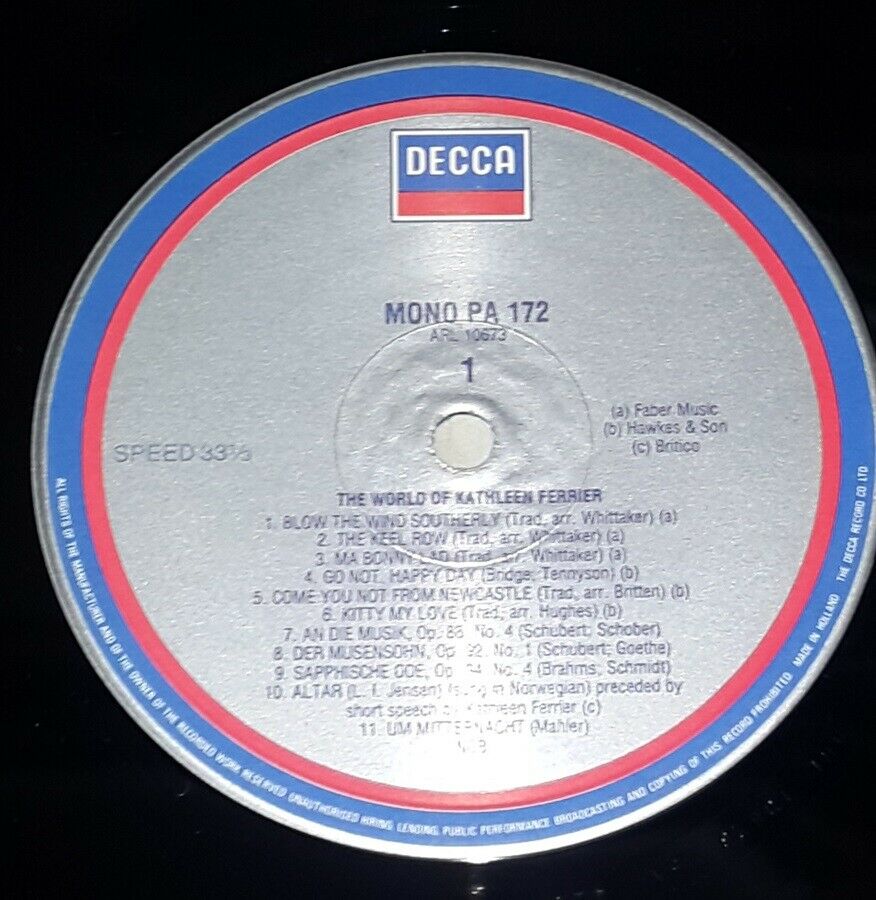 DECCA
MONO PA 172
ARL 10673
1
(a) Faber Music
(b) Hawkes & Son
(c) Britico
SPEED 33⅓
THE WORLD OF KATHLEEN FERRIER
1. BLOW THE WIND SOUTHERLY (Trad. arr. Whittaker) (a)
2. THE KEEL ROW (Trad. arr. Whittaker) (a)
3. MA BONNY LAD (Trad. arr. Whittaker) (a)
4. GO NOT, HAPPY DAY (Bridge; Tennyson) (b)
5. COME YOU NOT FROM NEWCASTLE (Trad, arr. Britten) (b)
6. KITTY MY LOVE (Trad; arr. Hughes) (b)
7. AN DIE MUSIK, Op. 88, No. 4 (Schubert; Schober)
8. DER MUSENSOHN, Op. 92, No. 1 (Schubert; Goethe)
9. SAPPHISCHE ODE, Op. 94, No. 4 (Brahms; Schmidt)
10. ALTAR (L. I. Jensen) (sung in Norwegian) preceded by
short speech by Kathleen Ferrier (c)
11. UM MITTERNACHT (Mahler)
ALL RIGHTS OF THE MANUFACTURER AND OF THE OWNER OF THE RECORDED WORK RESERVED UNAUTHORISED HIRING LENDING PUBLIC PERFORMANCE BROADCASTING AND COPYING OF THIS RECORD PROHIBITED MADE IN HOLLAND THE DECCA RECORD CO LTD